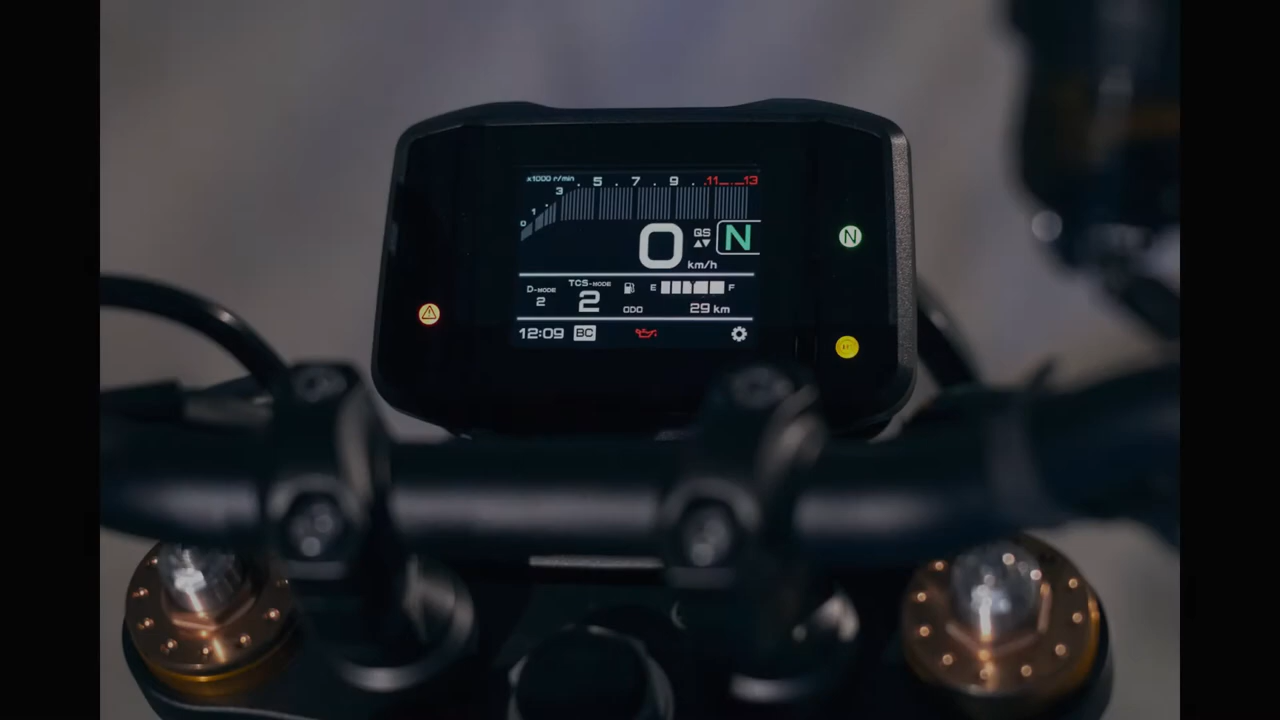 x1000 r/min
0 1 3 5 7 9 11 13
0 km/h
QS
N
N
D-MODE
2
TCS-MODE
2
E F
ODO 29 km
12:09 BC